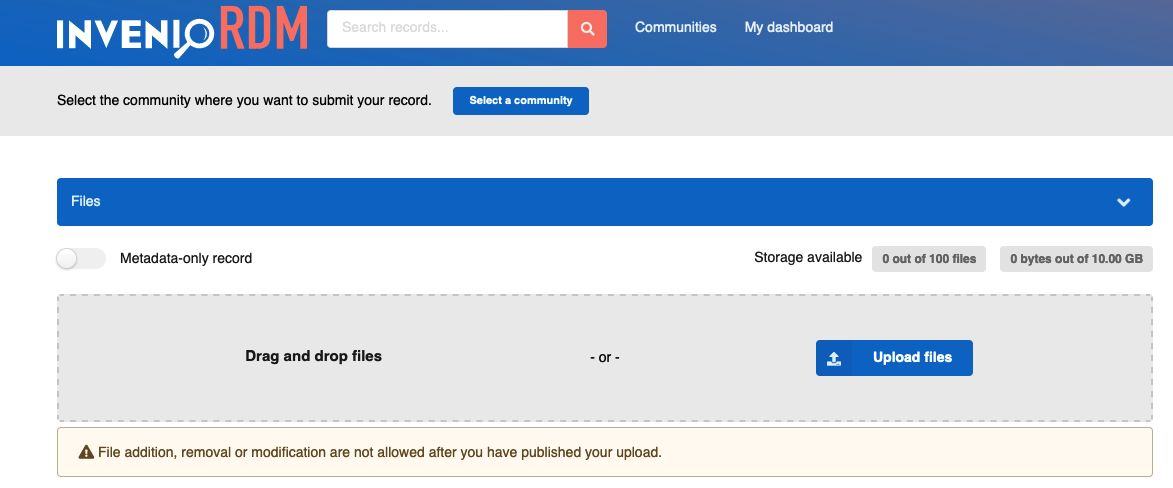 INVENIO RDM Search records... Communities My dashboard
Select the community where you want to submit your record. Select a community
Files
Metadata-only record Storage available 0 out of 100 files 0 bytes out of 10.00 GB
Drag and drop files - or - Upload files
File addition, removal or modification are not allowed after you have published your upload.